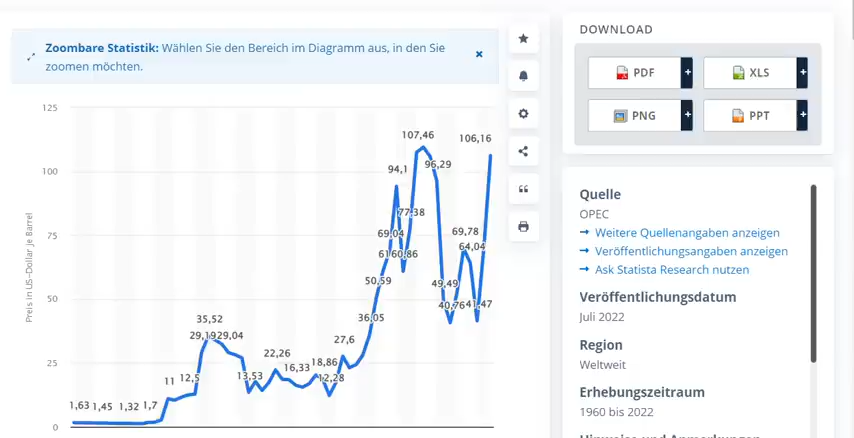 Zoombare Statistik: Wählen Sie den Bereich im Diagramm aus, in den Sie
zoomen möchten.
125
100
75
50
25
0
Preis in US-Dollar je Barrel
1,63
1,45
1,32
1,7
11
12,5
29,19
35,52
29,04
13,53
22,26
16,33
18,86
12,28
27,6
36,05
50,59
61
69,04
94,1
60,86
77,38
107,46
96,29
49,49
40,76
69,78
64,04
41,47
106,16
DOWNLOAD
PDF +
XLS +
PNG +
PPT +
Quelle
OPEC
→ Weitere Quellenangaben anzeigen
→ Veröffentlichungsangaben anzeigen
→ Ask Statista Research nutzen
Veröffentlichungsdatum
Juli 2022
Region
Weltweit
Erhebungszeitraum
1960 bis 2022